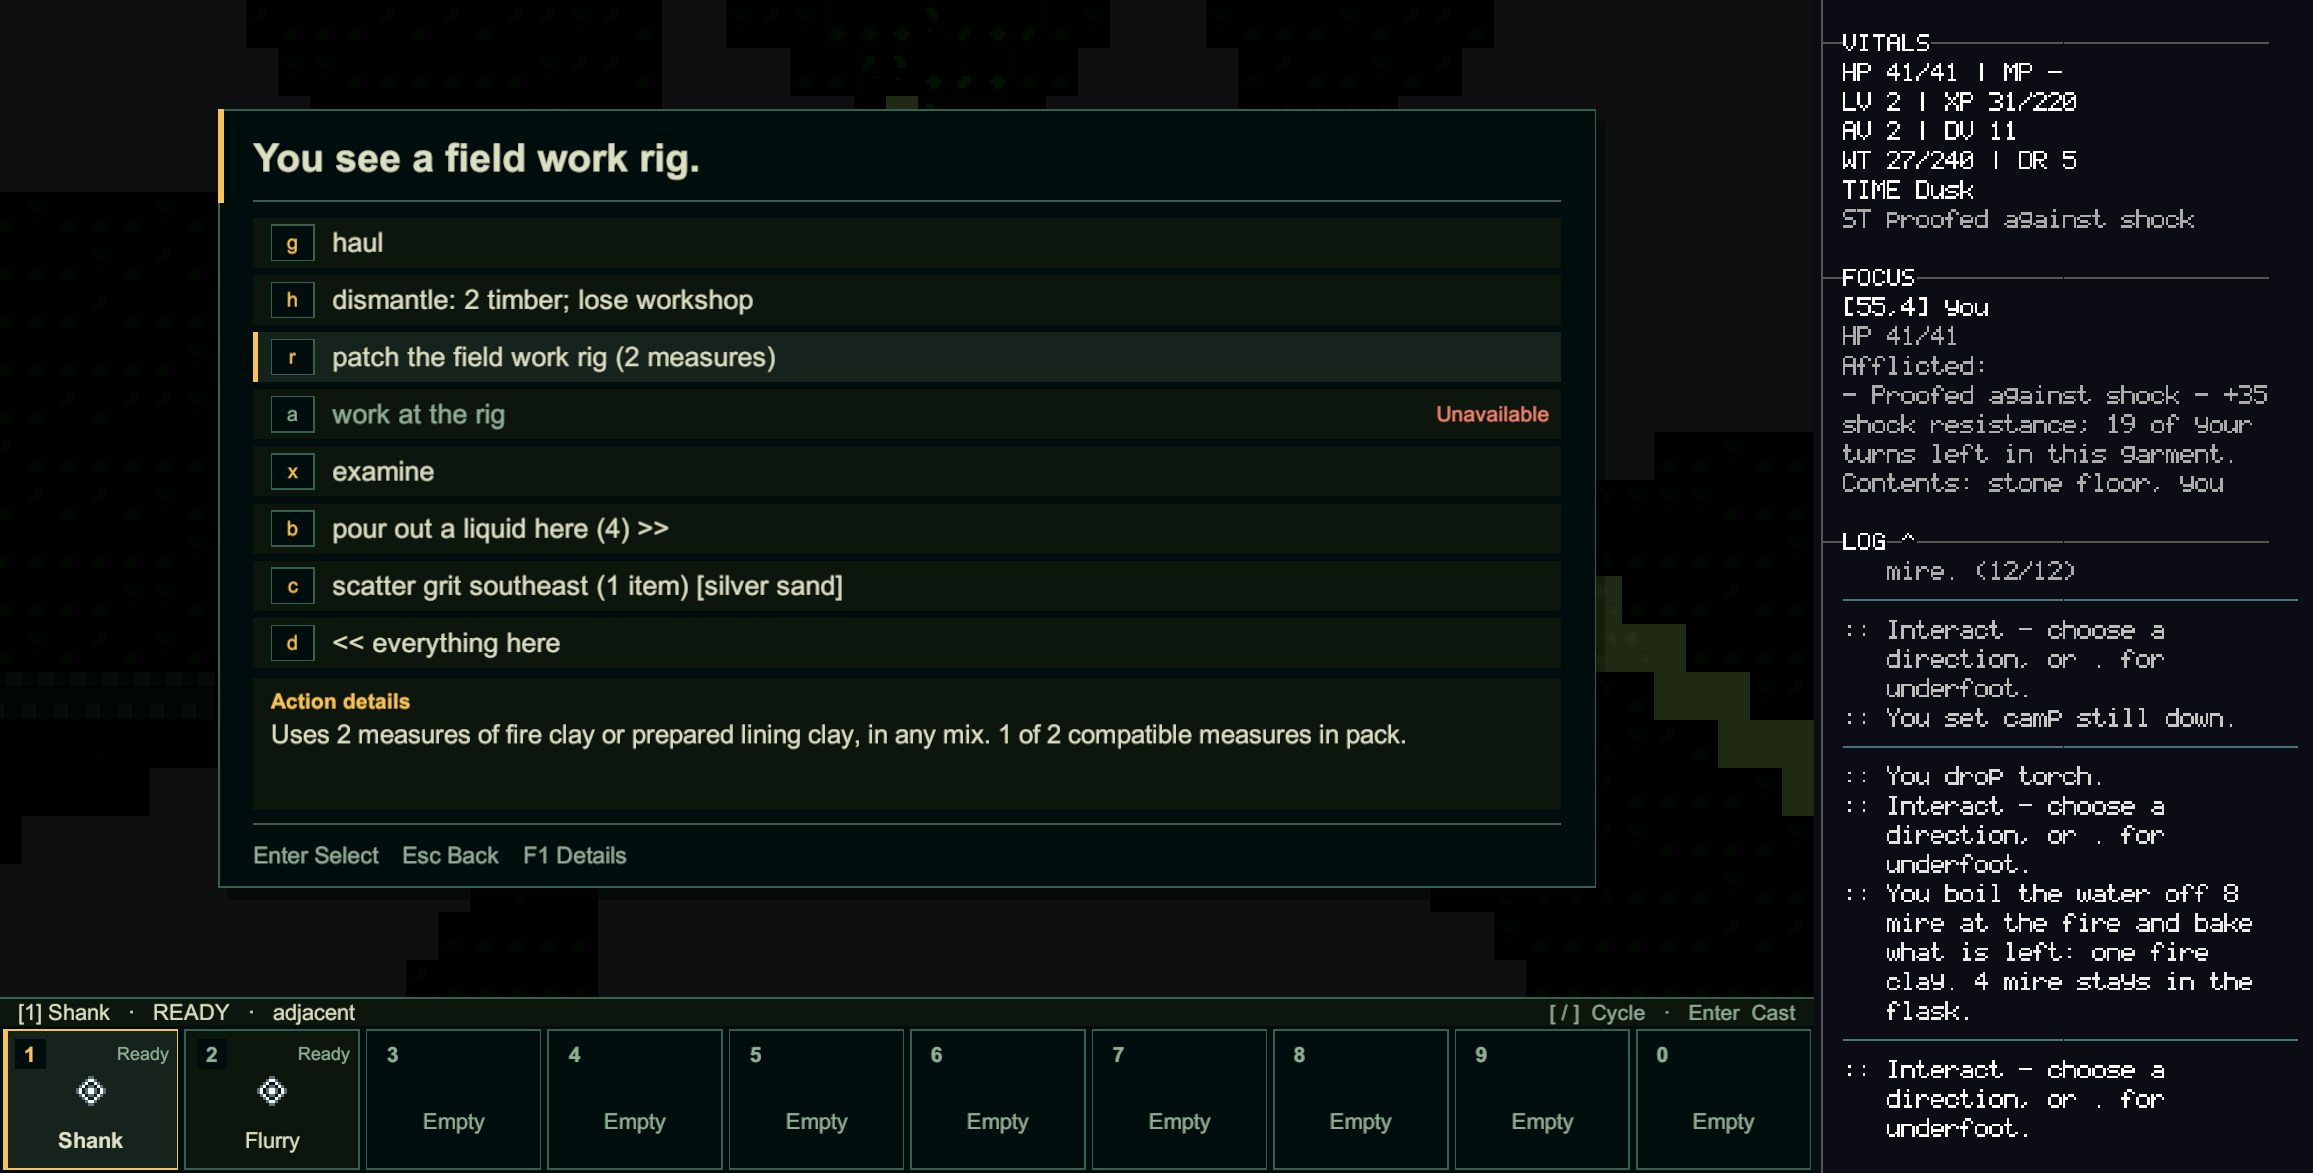 You see a field work rig.
g haul
h dismantle: 2 timber; lose workshop
r patch the field work rig (2 measures)
a work at the rig Unavailable
x examine
b pour out a liquid here (4) >>
c scatter grit southeast (1 item) [silver sand]
d << everything here
Action details
Uses 2 measures of fire clay or prepared lining clay, in any mix. 1 of 2 compatible measures in pack.
Enter Select Esc Back F1 Details
[1] Shank · READY · adjacent
[ / ] Cycle · Enter Cast
1 Ready
Shank
2 Ready
Flurry
3
Empty
4
Empty
5
Empty
6
Empty
7
Empty
8
Empty
9
Empty
0
Empty
VITALS
HP 41/41 | MP -
LV 2 | XP 31/220
AV 2 | DV 11
WT 27/240 | DR 5
TIME Dusk
ST Proofed against shock
FOCUS
[55,4] You
HP 41/41
Afflicted:
- Proofed against shock - +35
shock resistance; 19 of your
turns left in this garment.
Contents: stone floor, you
LOG ^
mire. (12/12)
:: Interact - choose a
direction, or . for
underfoot.
:: You set camp still down.
:: You drop torch.
:: Interact - choose a
direction, or . for
underfoot.
:: You boil the water off 8
mire at the fire and bake
what is left: one fire
clay. 4 mire stays in the
flask.
:: Interact - choose a
direction, or . for
underfoot.